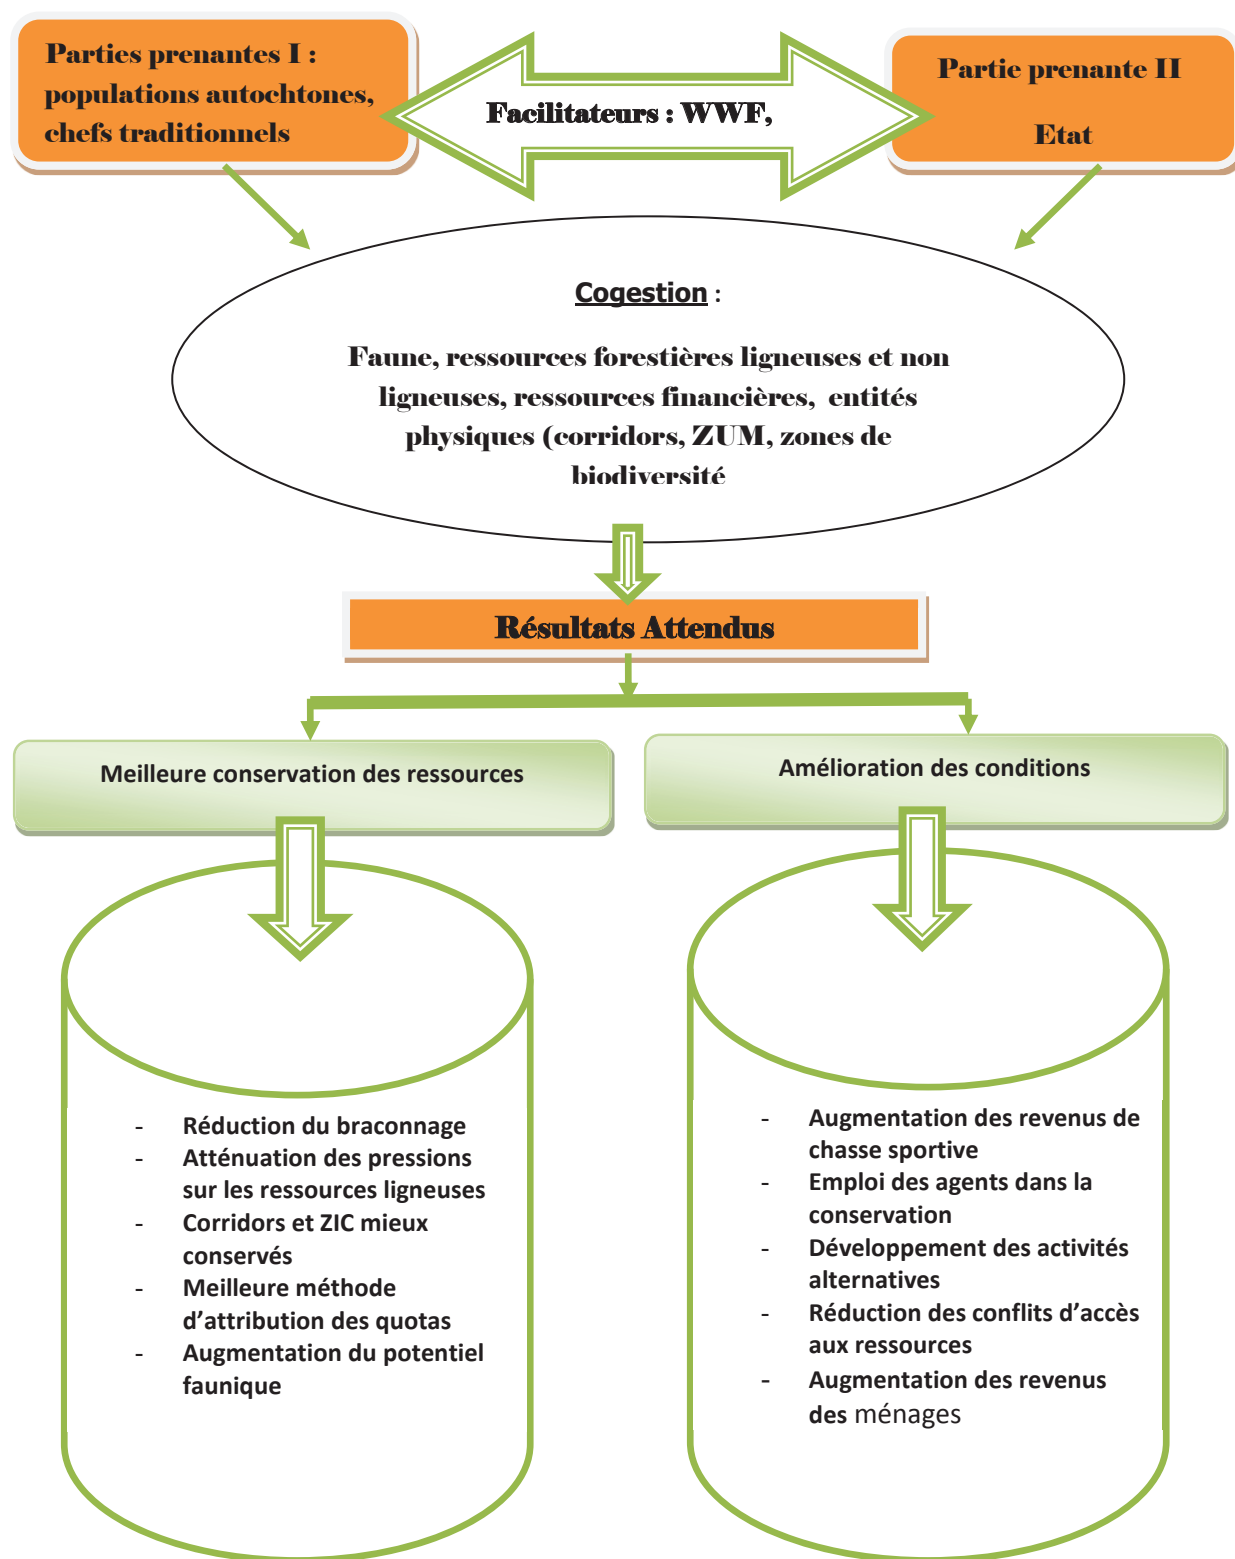 Parties prenantes I :
populations autochtones,
chefs traditionnels
Facilitateurs : WWF,
Partie prenante II
Etat
Cogestion :
Faune, ressources forestières ligneuses et non
ligneuses, ressources financières, entités
physiques (corridors, ZUM, zones de
biodiversité
Résultats Attendus
Meilleure conservation des ressources
Amélioration des conditions
- Réduction du braconnage
- Atténuation des pressions
sur les ressources ligneuses
- Corridors et ZIC mieux
conservés
- Meilleure méthode
d’attribution des quotas
- Augmentation du potentiel
faunique
- Augmentation des revenus de
chasse sportive
- Emploi des agents dans la
conservation
- Développement des activités
alternatives
- Réduction des conflits d’accès
aux ressources
- Augmentation des revenus
des ménages